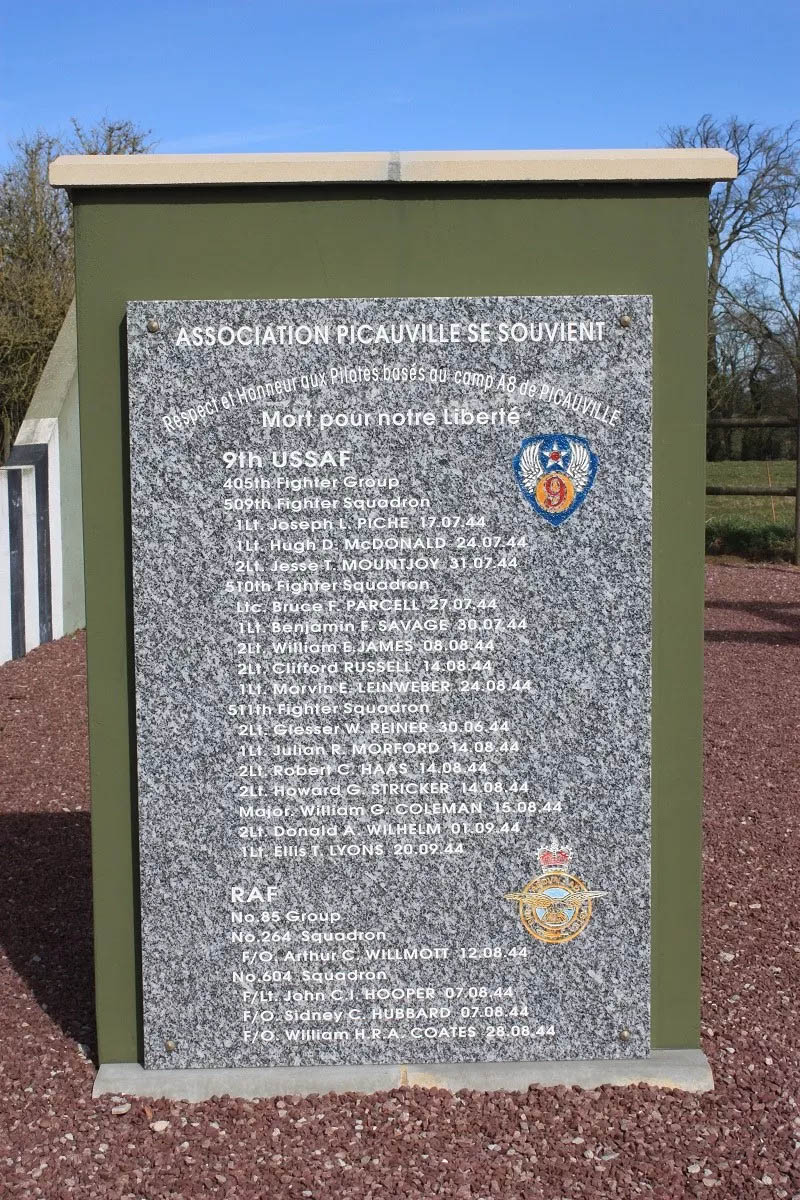 ASSOCIATION PICAUVILLE SE SOUVIENT
Respect et Honneur aux Pilotes basés au camp A8 de PICAUVILLE
Mort pour notre Liberté
9th USSAF
9
405th Fighter Group
509th Fighter Squadron
1Lt. Joseph L. PICHE 17.07.44
1Lt. Hugh D. McDONALD 24.07.44
2Lt. Jesse T. MOUNTJOY 31.07.44
510th Fighter Squadron
Ltc. Bruce F. PARCELL 27.07.44
1Lt. Benjamin F. SAVAGE 30.07.44
2Lt. William E.JAMES 08.08.44
2Lt. Clifford RUSSELL 14.08.44
1Lt. Marvin E. LEINWEBER 24.08.44
511th Fighter Squadron
2Lt. Glesser W. REINER 30.06.44
1Lt. Julian R. MORFORD 14.08.44
2Lt. Robert C. HAAS 14.08.44
2Lt. Howard G. STRICKER 14.08.44
Major. William G. COLEMAN 15.08.44
2Lt. Donald A. WILHELM 01.09.44
1Lt. Ellis T. LYONS 20.09.44
RAF
No.85 Group
No.264 Squadron
F/O. Arthur C. WILLMOTT 12.08.44
No.604 Squadron
F/Lt. John C.I. HOOPER 07.08.44
F/O. Sidney C. HUBBARD 07.08.44
F/O. William H.R.A. COATES 28.08.44